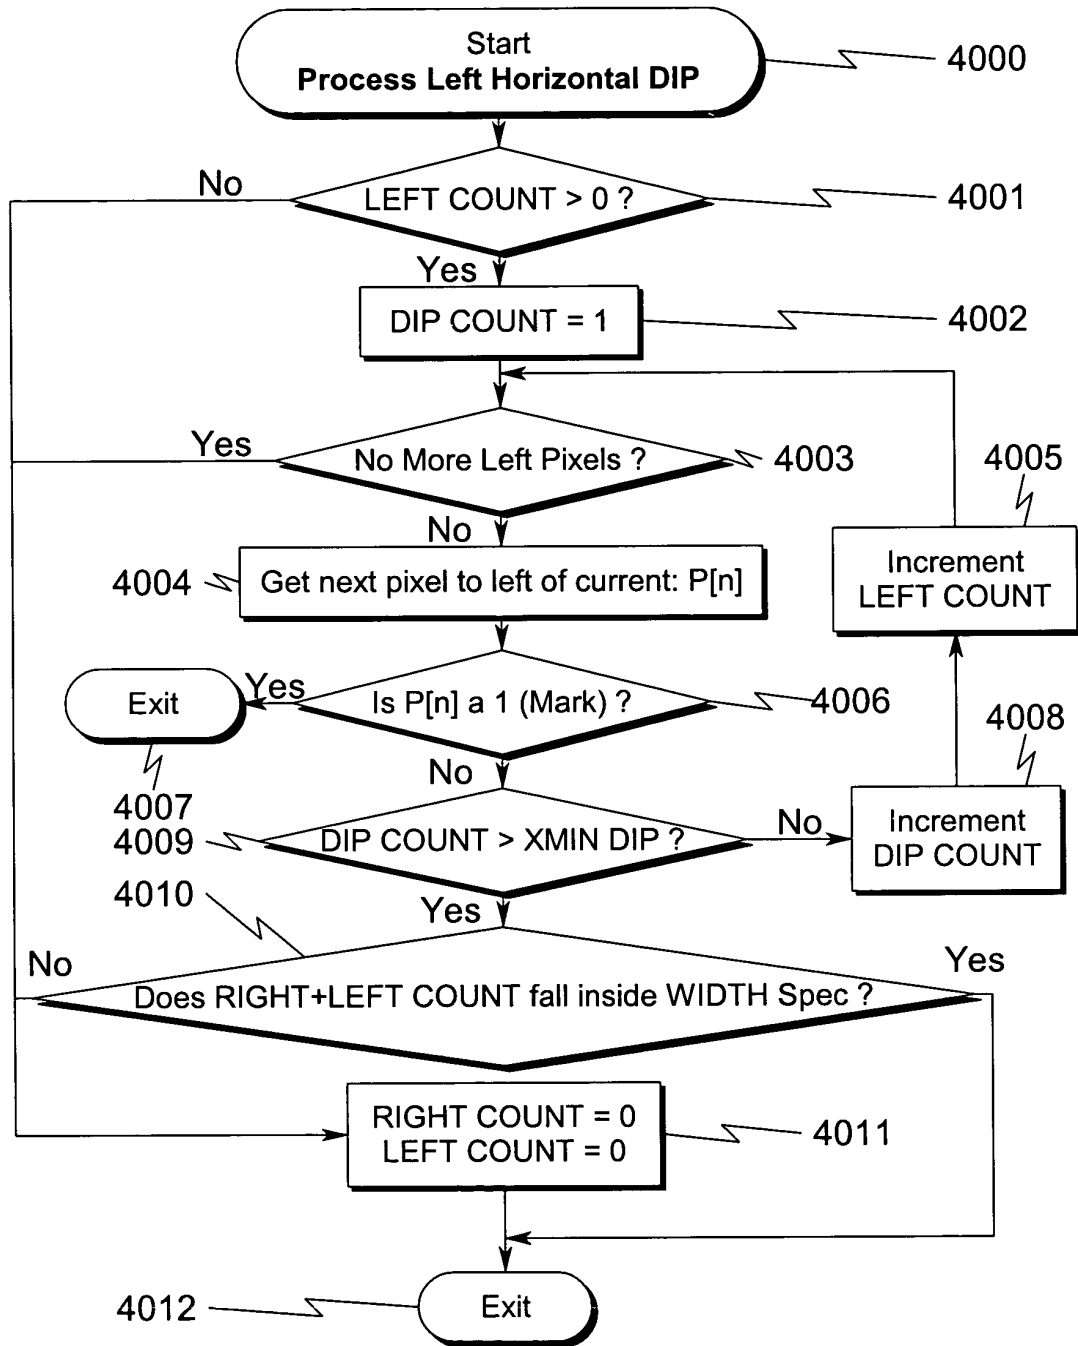 Start
Process Left Horizontal DIP
4000
No
LEFT COUNT > 0 ?
4001
Yes
DIP COUNT = 1
4002
Yes
No More Left Pixels ?
4003
4005
No
4004
Get next pixel to left of current: P[n]
Increment
LEFT COUNT
Exit
Yes
Is P[n] a 1 (Mark) ?
4006
4008
No
4007
4009
DIP COUNT > XMIN DIP ?
No
Increment
DIP COUNT
4010
Yes
No
Yes
Does RIGHT+LEFT COUNT fall inside WIDTH Spec ?
RIGHT COUNT = 0
LEFT COUNT = 0
4011
4012
Exit